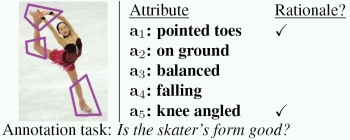 Attribute Rationale?
a1: pointed toes ✓
a2: on ground
a3: balanced
a4: falling
a5: knee angled ✓
Annotation task: Is the skater's form good?